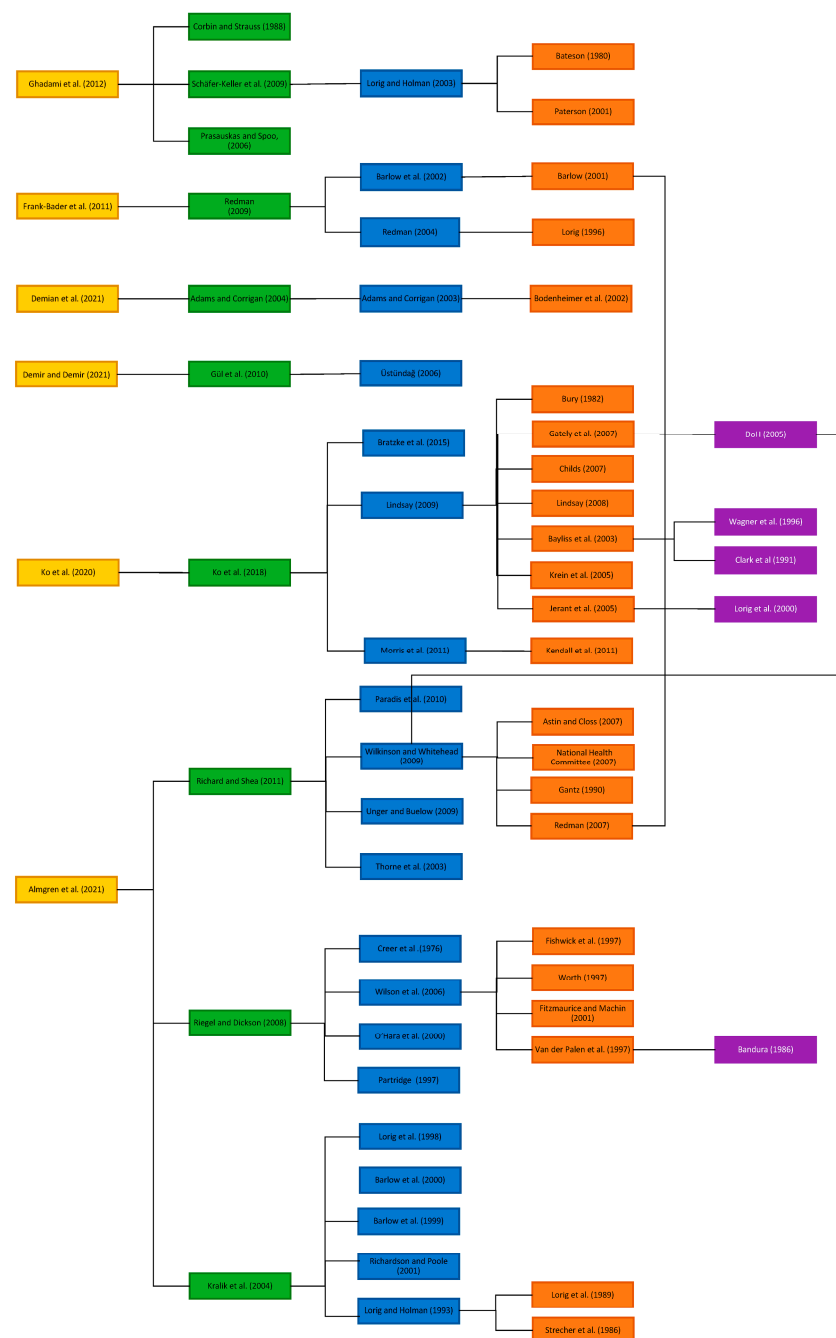 Corbin and Strauss (1988)
Bateson (1980)
Ghadami et al. (2012)
Schäfer-Keller et al. (2009)
Lorig and Holman (2003)
Paterson (2001)
Prasauskas and Spoo,
(2006)
Barlow et al. (2002)
Barlow (2001)
Frank-Bader et al. (2011)
Redman
(2009)
Redman (2004)
Lorig (1996)
Demian et al. (2021)
Adams and Corrigan (2004)
Adams and Corrigan (2003)
Bodenheimer et al. (2002)
Demir and Demir (2021)
Gül et al. (2010)
Üstündağ (2006)
Bury (1982)
Bratzke et al. (2015)
Gately et al. (2007)
DoH (2005)
Childs (2007)
Lindsay (2009)
Lindsay (2008)
Wagner et al. (1996)
Bayliss et al. (2003)
Clark et al (1991)
Ko et al. (2020)
Ko et al. (2018)
Krein et al. (2005)
Jerant et al. (2005)
Lorig et al. (2000)
Morris et al. (2011)
Kendall et al. (2011)
Paradis et al. (2010)
Astin and Closs (2007)
Richard and Shea (2011)
Wilkinson and Whitehead
(2009)
National Health
Committee (2007)
Gantz (1990)
Unger and Buelow (2009)
Redman (2007)
Thorne et al. (2003)
Almgren et al. (2021)
Creer et al .(1976)
Fishwick et al. (1997)
Worth (1997)
Wilson et al. (2006)
Fitzmaurice and Machin
(2001)
Riegel and Dickson (2008)
O'Hara et al. (2000)
Van der Palen et al. (1997)
Bandura (1986)
Partridge (1997)
Lorig et al. (1998)
Barlow et al. (2000)
Barlow et al. (1999)
Richardson and Poole
(2001)
Kralik et al. (2004)
Lorig et al. (1989)
Lorig and Holman (1993)
Strecher et al. (1986)